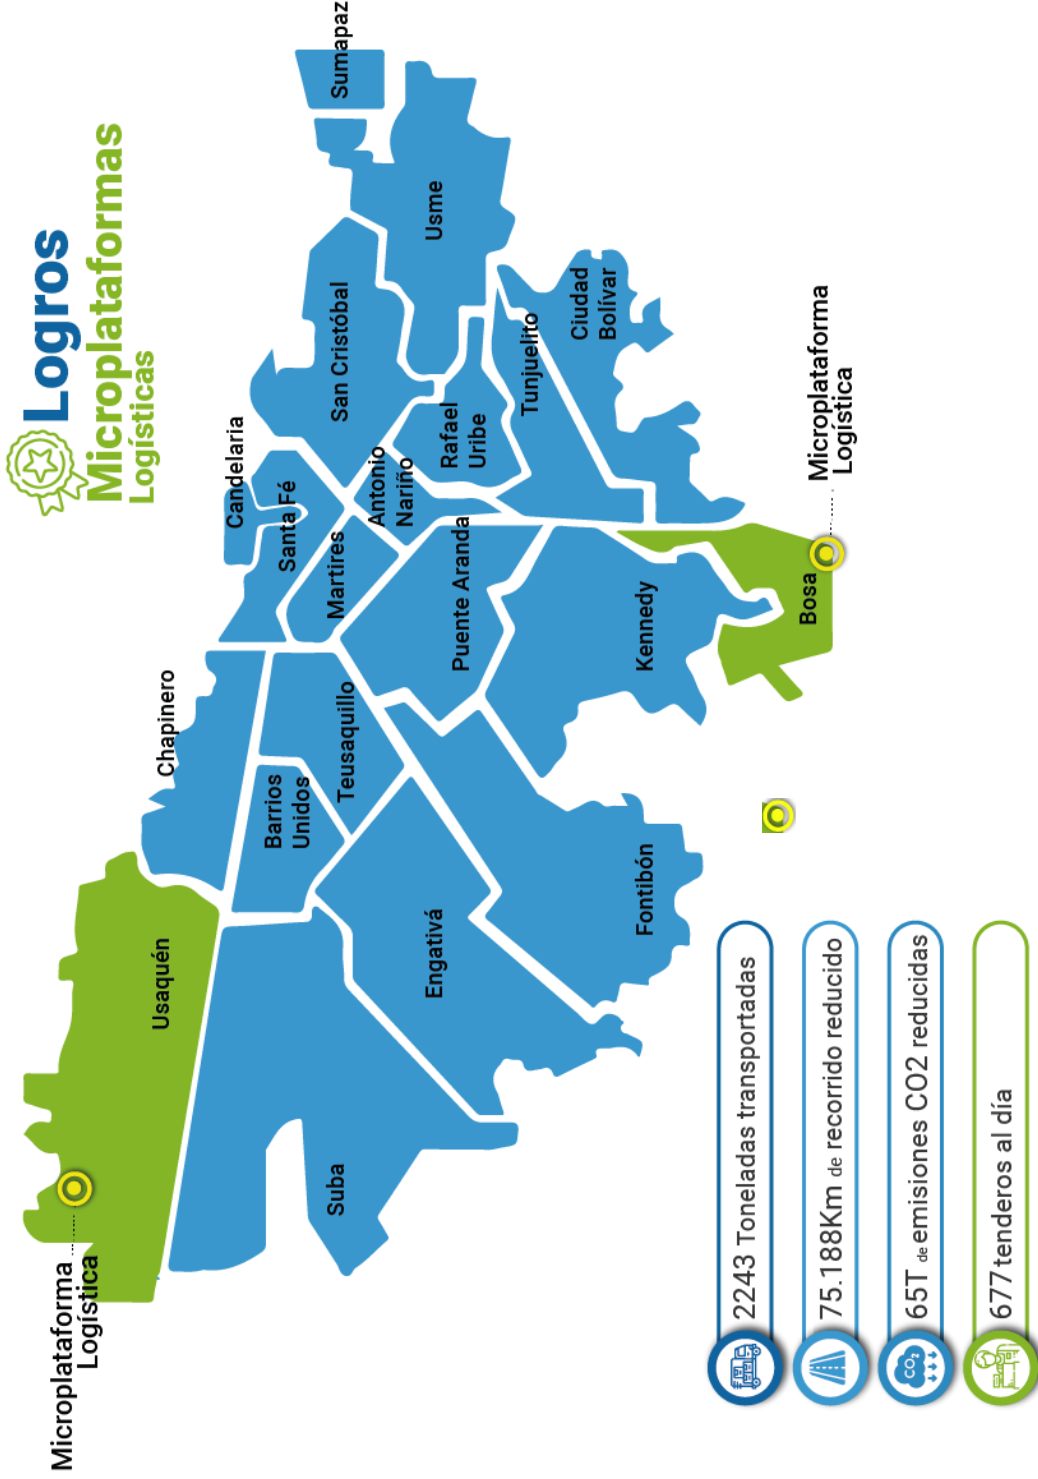 Logros
Microplataformas
Logísticas
Microplataforma
Logística
Usaquén
Chapinero
Candelaria
Santa Fé
San Cristóbal
Sumapaz
Usme
Suba
Barrios
Unidos
Teusaquillo
Martires
Antonio
Nariño
Rafael
Uribe
Tunjuelito
Ciudad
Bolívar
Engativá
Puente Aranda
Fontibón
Kennedy
Bosa
Microplataforma
Logística
2243 Toneladas transportadas
75.188Km de recorrido reducido
CO2
65T de emisiones CO2 reducidas
677tenderos al día